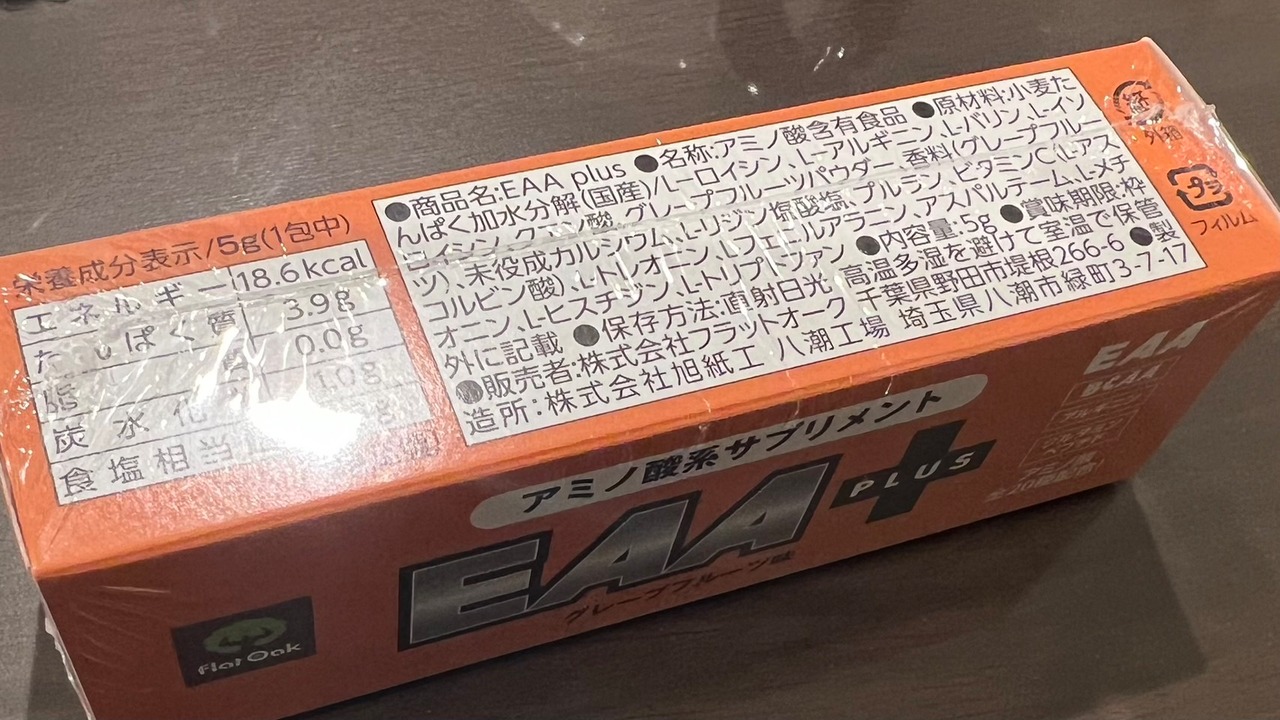 栄養成分表示/5g(1包中)
エネルギー 18.6kcal
たんぱく質 3.9g
脂 0.0g
炭水化 1.0g
食塩相当 g
●商品名:EAA plus ●名称:アミノ酸含有食品 ●原材料:小麦た
んぱく加水分解(国産)/L-ロイシン、L-アルギニン、L-バリン、L-イソ
ロイシン、クエン酸、グレープフルーツパウダー、香料(グレープフルー
ツ)、未役成カルシウム、L-リジン塩酸塩、プルラン、ビタミンC(L-アス
コルビン酸)、L-トレオニン、L-フェニルアラニン、アスパルテーム、L-メチ
オニン、L-ヒスチジン、L-トリプトファン ●内容量:5g ●賞味期限:枠
外に記載 ●保存方法:直射日光、高温多湿を避けて室温で保管
●販売者:株式会社フラットオーク 千葉県野田市堤根266-6 ●製
造所:株式会社旭紙工 八潮工場 埼玉県八潮市緑町3-7-17
紙
外箱
プラ
フィルム
アミノ酸系サプリメント
EAA
PLUS
グレープフルーツ味
flat Oak
EAA
BCAA
アルギニン